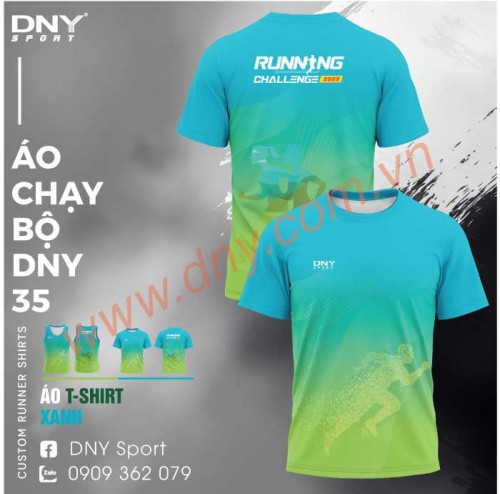 DNY
SPORT
RUNNING
CHALLENGE 2025
ÁO
CHẠY
BỘ
DNY
35
www.dny.com.vn
DNY
SPORT
CUSTOM RUNNER SHIRTS
ÁO T-SHIRT
XANH
DNY Sport
Zalo
0909 362 079